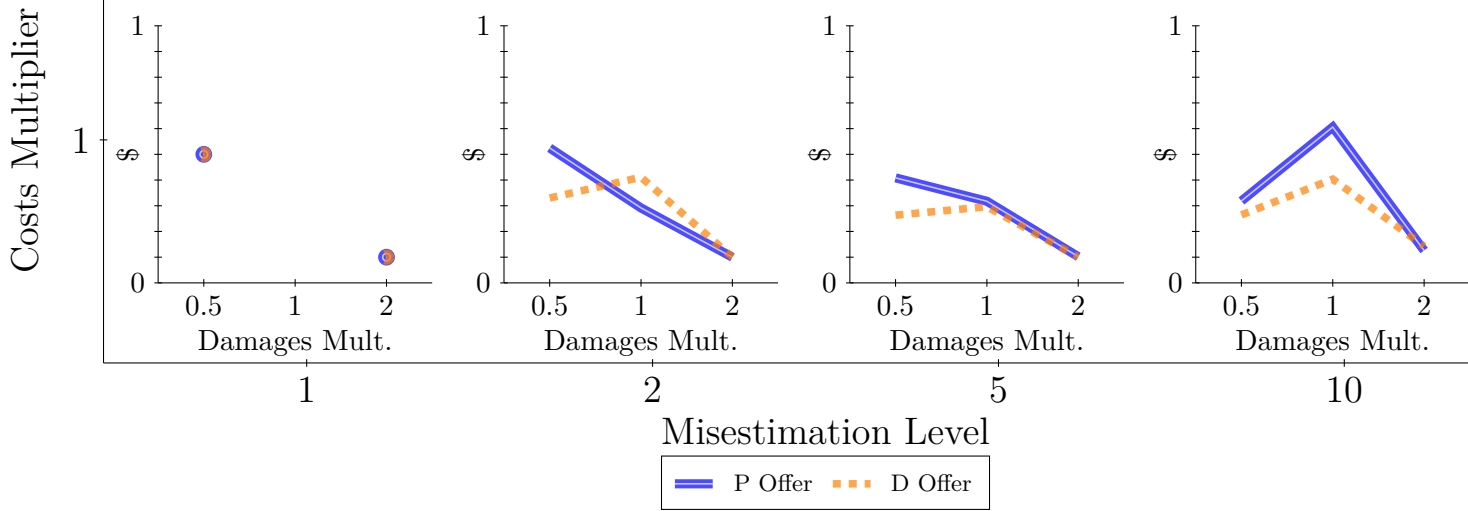 Costs Multiplier
1
1
$
0
0.5 1 2
Damages Mult.
1
$
0
0.5 1 2
Damages Mult.
1
$
0
0.5 1 2
Damages Mult.
1
$
0
0.5 1 2
Damages Mult.
1 2 5 10
Misestimation Level
P Offer D Offer